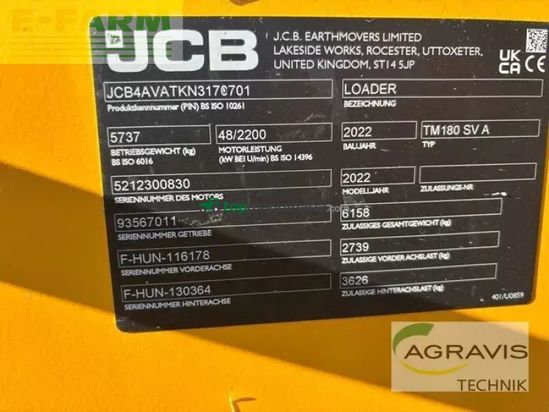 E-FARM
JCB
J.C.B. EARTHMOVERS LIMITED
LAKESIDE WORKS, ROCESTER, UTTOXETER,
UNITED KINGDOM, ST14 5JP
UK CA CE
LOADER
BEZEICHNUNG
Produktkennnummer (PIN) BS ISO 10261
5737
BETRIEBSGEWICHT (kg)
BS ISO 6016
48/2200
MOTORLEISTUNG
(kW BEI U/min) BS ISO 14396
2022
BAUJAHR
TM180 SV A
TYP
5212300830
SERIENNUMMER DES MOTORS
2022
MODELLJAHR
ZULASSUNGS-NR
93567011
SERIENNUMMER GETRIEBE
6158
ZULÄSSIGES GESAMTGEWICHT (kg)
F-HUN-116178
SERIENNUMMER VORDERACHSE
2739
ZULÄSSIGE VORDERACHSLAST (kg)
F-HUN-130364
SERIENNUMMER HINTERACHSE
3626
ZULÄSSIGE HINTERACHSLAST (kg)
401/U0859
AGRAVIS
TECHNIK